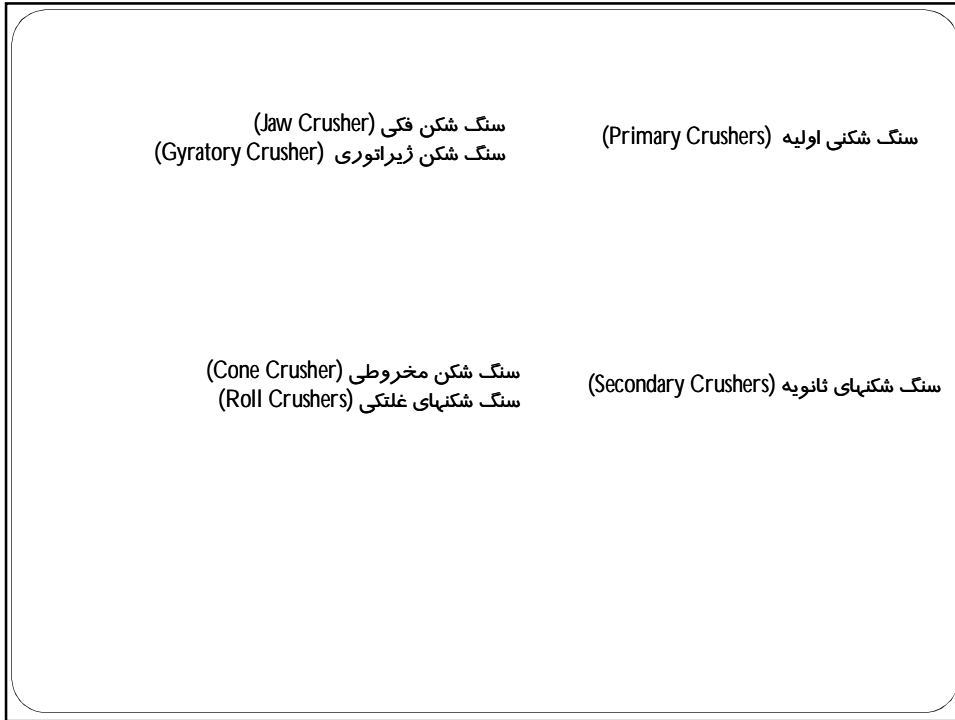 سنگ شکنی اولیه (Primary Crushers)
سنگ شکن فکی (Jaw Crusher)
سنگ شکن ژیراتوری (Gyratory Crusher)
سنگ شکنهای ثانویه (Secondary Crushers)
سنگ شکن مخروطی (Cone Crusher)
سنگ شکنهای غلتکی (Roll Crushers)